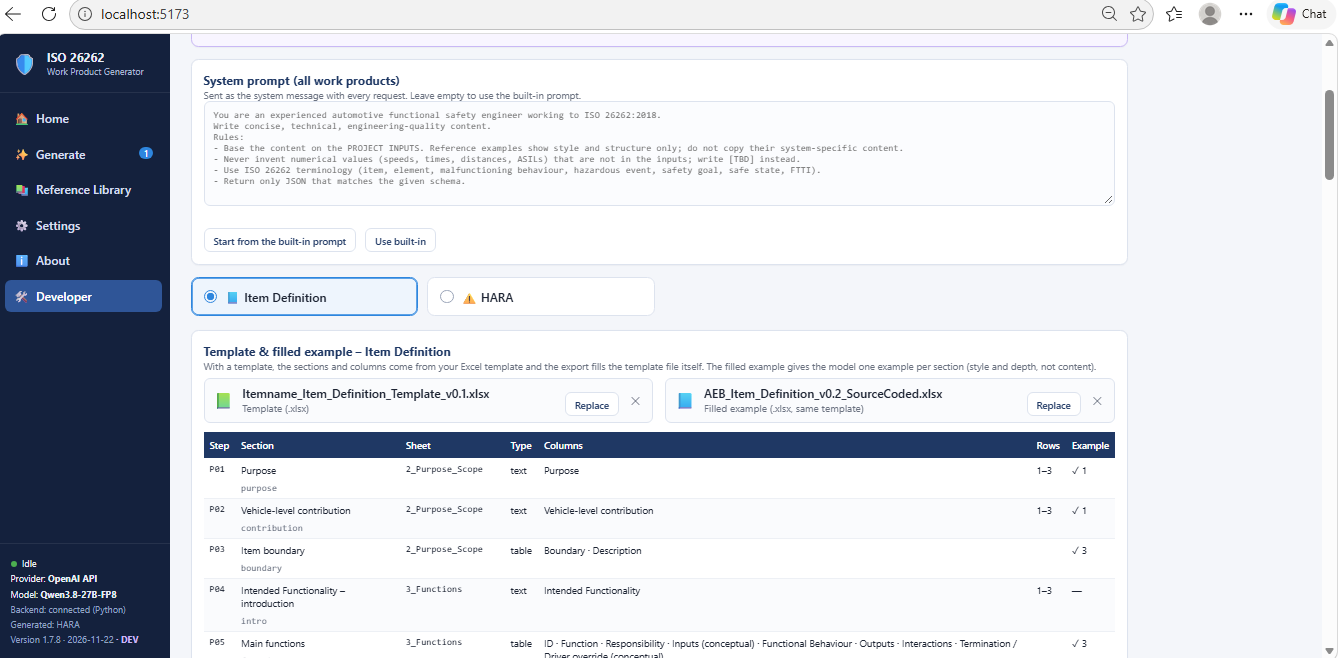 localhost:5173
Chat
ISO 26262
Work Product Generator
Home
Generate
1
Reference Library
Settings
About
Developer
Idle
Provider: OpenAI API
Model: Qwen3.8-27B-FP8
Backend: connected (Python)
Generated: HARA
Version 1.7.8 · 2026-11-22 · DEV
System prompt (all work products)
Sent as the system message with every request. Leave empty to use the built-in prompt.
You are an experienced automotive functional safety engineer working to ISO 26262:2018.
Write concise, technical, engineering-quality content.
Rules:
- Base the content on the PROJECT INPUTS. Reference examples show style and structure only; do not copy their system-specific content.
- Never invent numerical values (speeds, times, distances, ASILs) that are not in the inputs; write [TBD] instead.
- Use ISO 26262 terminology (item, element, malfunctioning behaviour, hazardous event, safety goal, safe state, FTTI).
- Return only JSON that matches the given schema.
Start from the built-in prompt
Use built-in
Item Definition
HARA
Template & filled example – Item Definition
With a template, the sections and columns come from your Excel template and the export fills the template file itself. The filled example gives the model one example per section (style and depth, not content).
Itemname_Item_Definition_Template_v0.1.xlsx
Template (.xlsx)
Replace
AEB_Item_Definition_v0.2_SourceCoded.xlsx
Filled example (.xlsx, same template)
Replace
Step Section Sheet Type Columns Rows Example
P01 Purpose 2_Purpose_Scope text Purpose 1–3 ✓ 1
purpose
P02 Vehicle-level contribution 2_Purpose_Scope text Vehicle-level contribution 1–3 ✓ 1
contribution
P03 Item boundary 2_Purpose_Scope table Boundary · Description ✓ 3
boundary
P04 Intended Functionality – 3_Functions text Intended Functionality 1–3 —
introduction
intro
P05 Main functions 3_Functions table ID · Function · Responsibility · Inputs (conceptual) · Functional Behaviour · Outputs · Interactions · Termination / ✓ 3
Driver override (conceptual)